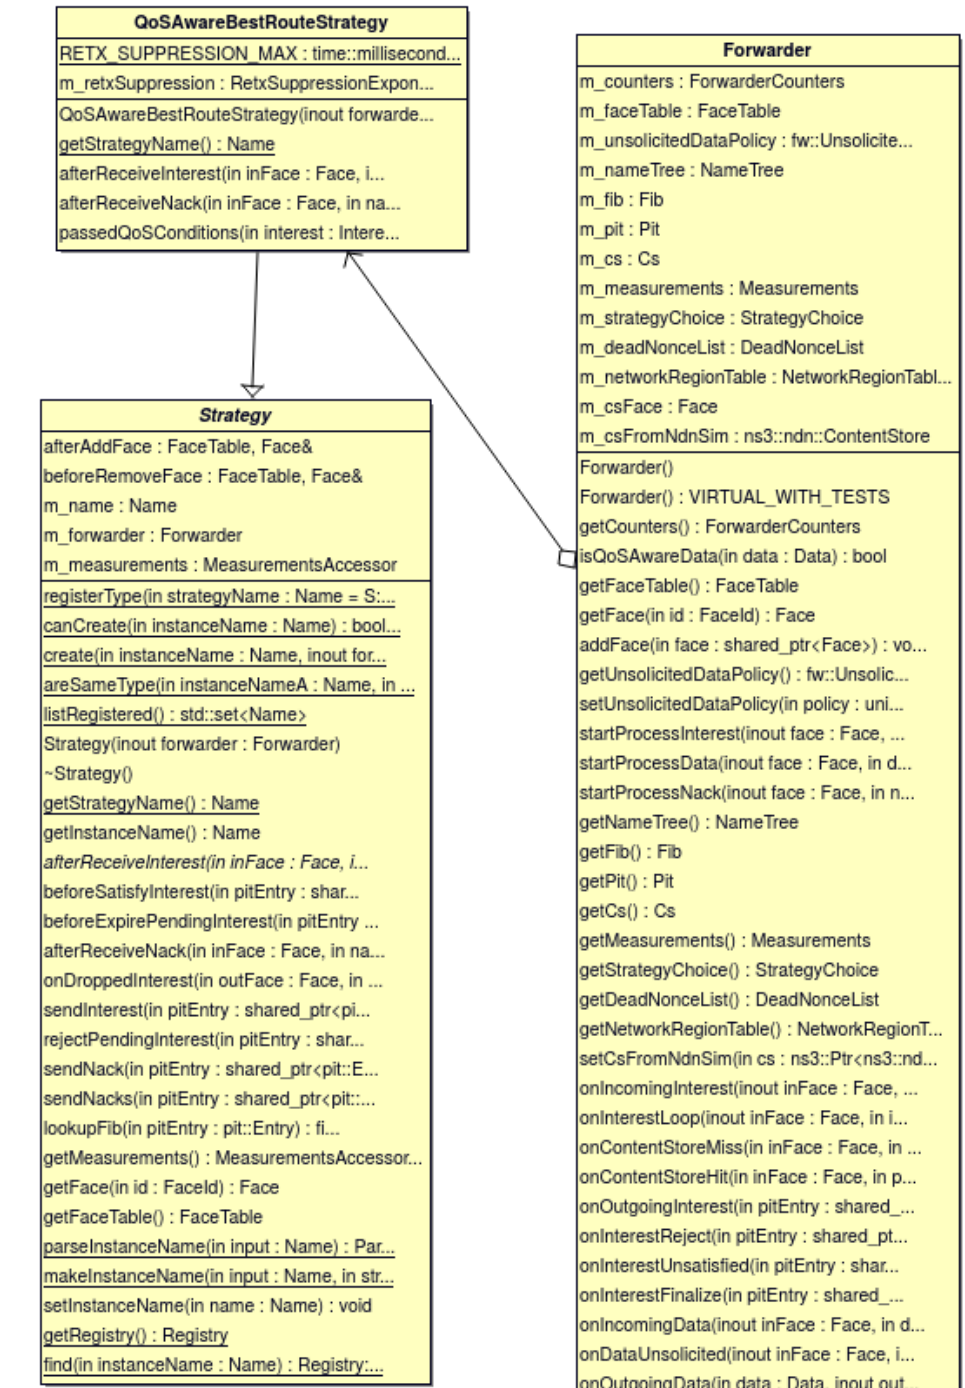 QoSAwareBestRouteStrategy
RETX_SUPPRESSION_MAX : time::millisecond...
m_retxSuppression : RetxSuppressionExpon...
QoSAwareBestRouteStrategy(inout forwarde...
getStrategyName() : Name
afterReceiveInterest(in inFace : Face, i...
afterReceiveNack(in inFace : Face, in na...
passedQoSConditions(in interest : Intere...
Strategy
afterAddFace : FaceTable, Face&
beforeRemoveFace : FaceTable, Face&
m_name : Name
m_forwarder : Forwarder
m_measurements : MeasurementsAccessor
registerType(in strategyName : Name = S:...
canCreate(in instanceName : Name) : bool...
create(in instanceName : Name, inout for...
areSameType(in instanceNameA : Name, in ...
listRegistered() : std::set<Name>
Strategy(inout forwarder : Forwarder)
~Strategy()
getStrategyName() : Name
getInstanceName() : Name
afterReceiveInterest(in inFace : Face, i...
beforeSatisfyInterest(in pitEntry : shar...
beforeExpirePendingInterest(in pitEntry ...
afterReceiveNack(in inFace : Face, in na...
onDroppedInterest(in outFace : Face, in ...
sendInterest(in pitEntry : shared_ptr<pi...
rejectPendingInterest(in pitEntry : shar...
sendNack(in pitEntry : shared_ptr<pit::E...
sendNacks(in pitEntry : shared_ptr<pit::...
lookupFib(in pitEntry : pit::Entry) : fi...
getMeasurements() : MeasurementsAccessor...
getFace(in id : FaceId) : Face
getFaceTable() : FaceTable
parseInstanceName(in input : Name) : Par...
makeInstanceName(in input : Name, in str...
setInstanceName(in name : Name) : void
getRegistry() : Registry
find(in instanceName : Name) : Registry:...
Forwarder
m_counters : ForwarderCounters
m_faceTable : FaceTable
m_unsolicitedDataPolicy : fw::Unsolicite...
m_nameTree : NameTree
m_fib : Fib
m_pit : Pit
m_cs : Cs
m_measurements : Measurements
m_strategyChoice : StrategyChoice
m_deadNonceList : DeadNonceList
m_networkRegionTable : NetworkRegionTabl...
m_csFace : Face
m_csFromNdnSim : ns3::ndn::ContentStore
Forwarder()
Forwarder() : VIRTUAL_WITH_TESTS
getCounters() : ForwarderCounters
isQoSAwareData(in data : Data) : bool
getFaceTable() : FaceTable
getFace(in id : FaceId) : Face
addFace(in face : shared_ptr<Face>) : vo...
getUnsolicitedDataPolicy() : fw::Unsolic...
setUnsolicitedDataPolicy(in policy : uni...
startProcessInterest(inout face : Face, ...
startProcessData(inout face : Face, in d...
startProcessNack(inout face : Face, in n...
getNameTree() : NameTree
getFib() : Fib
getPit() : Pit
getCs() : Cs
getMeasurements() : Measurements
getStrategyChoice() : StrategyChoice
getDeadNonceList() : DeadNonceList
getNetworkRegionTable() : NetworkRegionT...
setCsFromNdnSim(in cs : ns3::Ptr<ns3::nd...
onIncomingInterest(inout inFace : Face, ...
onInterestLoop(inout inFace : Face, in i...
onContentStoreMiss(in inFace : Face, in ...
onContentStoreHit(in inFace : Face, in p...
onOutgoingInterest(in pitEntry : shared_...
onInterestReject(in pitEntry : shared_pt...
onInterestUnsatisfied(in pitEntry : shar...
onInterestFinalize(in pitEntry : shared_...
onIncomingData(inout inFace : Face, in d...
onDataUnsolicited(inout inFace : Face, i...
onOutgoingData(in data : Data, inout out...